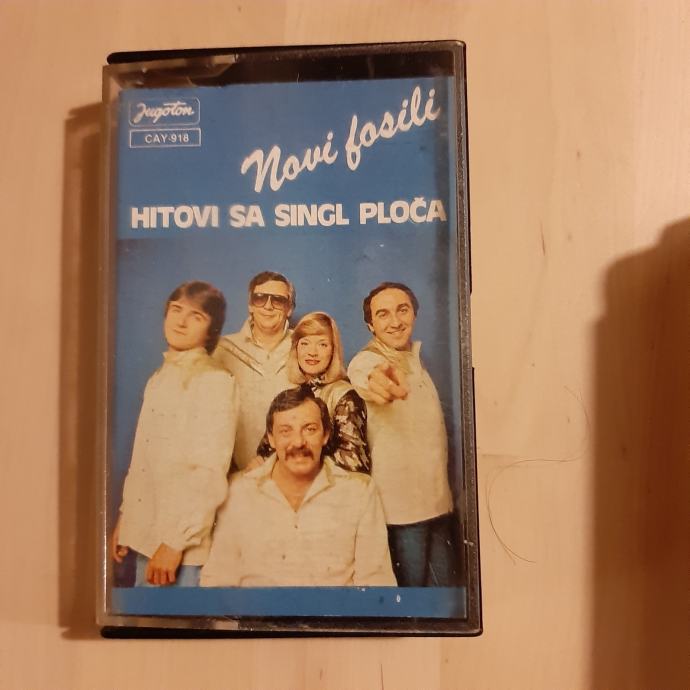 Jugoton
CAY-918
Novi fosili
HITOVI SA SINGL PLOČA